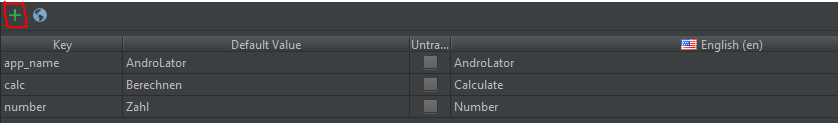 Key Default Value Untra... English (en)
app_name AndroLator AndroLator
calc Berechnen Calculate
number Zahl Number